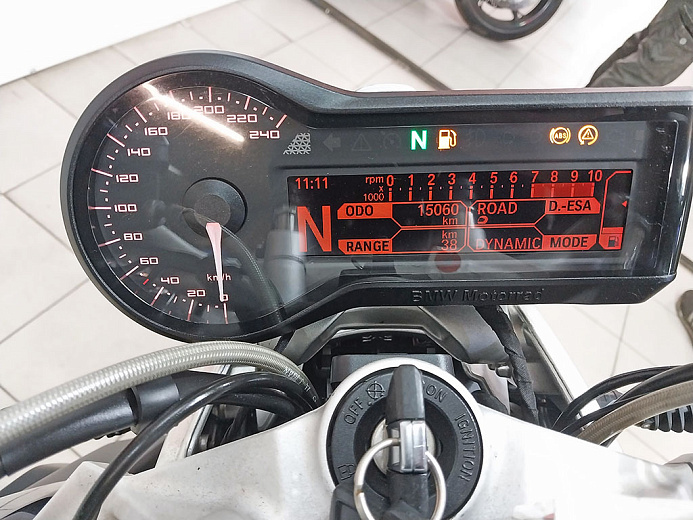 240
220
200
180
160
140
120
100
80
60
40
20
0
km/h
N
ABS
11:11
rpm 0 1 2 3 4 5 6 7 8 9 10
x
1000
N
ODO 15060 km
ROAD D.-ESA
RANGE km 38
DYNAMIC MODE
BMW Motorrad
OFF
ON
IGNITION